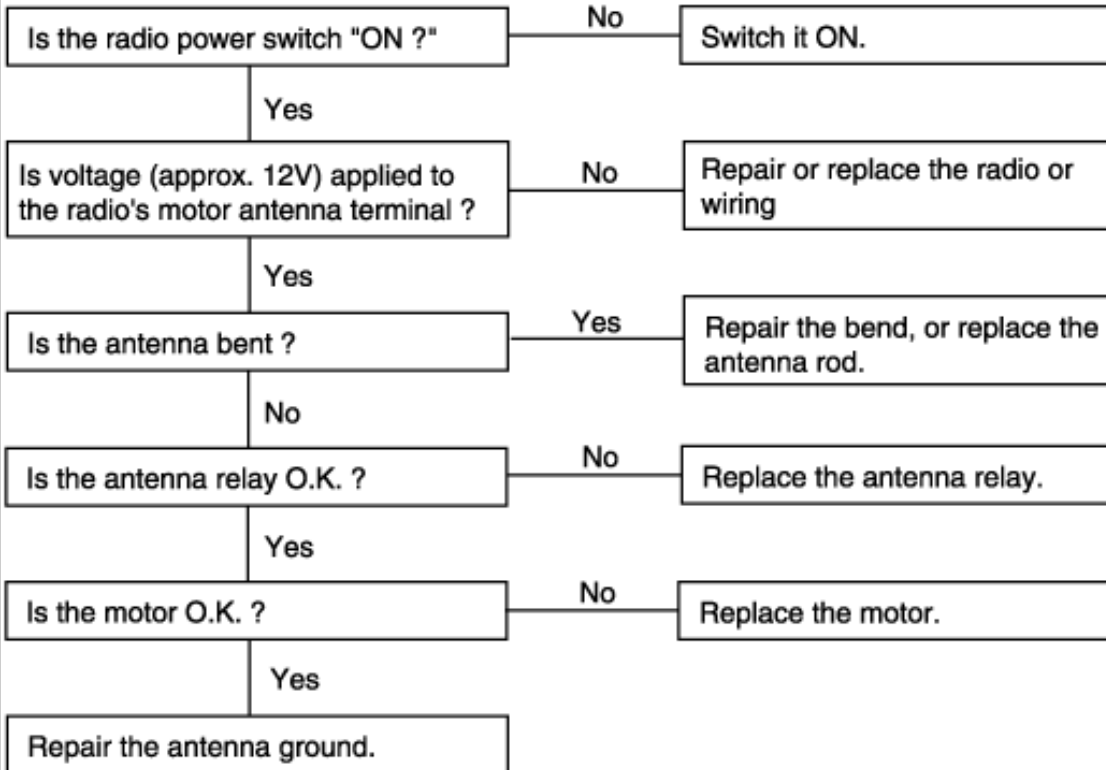 Is the radio power switch "ON ?"
No
Switch it ON.
Yes
Is voltage (approx. 12V) applied to
the radio's motor antenna terminal ?
No
Repair or replace the radio or
wiring
Yes
Is the antenna bent ?
Yes
Repair the bend, or replace the
antenna rod.
No
Is the antenna relay O.K. ?
No
Replace the antenna relay.
Yes
Is the motor O.K. ?
No
Replace the motor.
Yes
Repair the antenna ground.